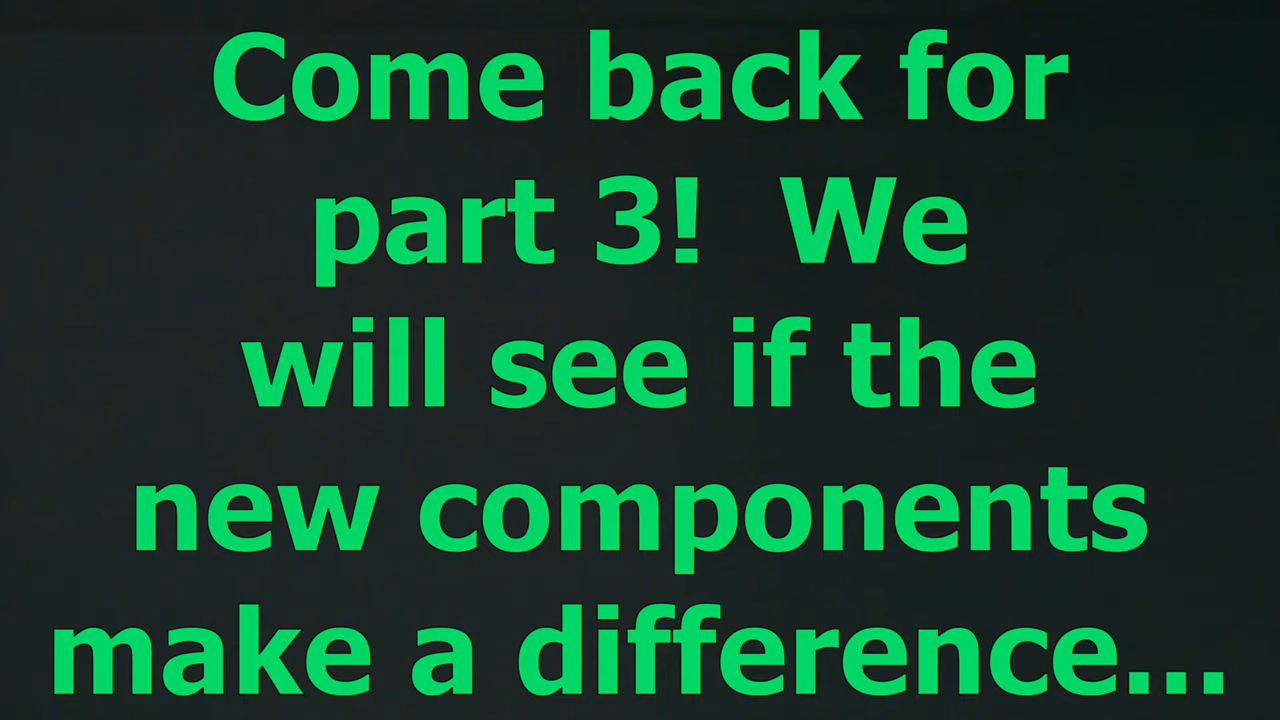 Come back for
part 3!  We
will see if the
new components
make a difference...